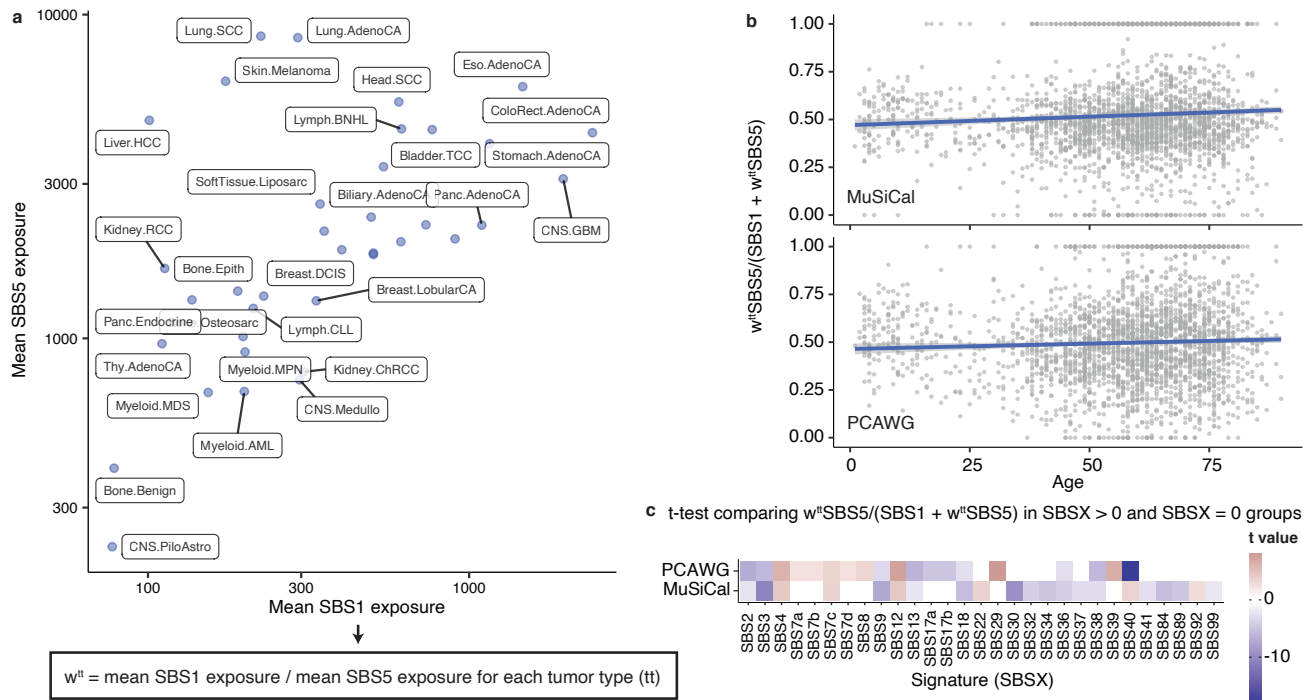 a
10000
3000
1000
300
Mean SBS5 exposure
Lung.SCC
Lung.AdenoCA
Skin.Melanoma
Eso.AdenoCA
Head.SCC
ColoRect.AdenoCA
Lymph.BNHL
Liver.HCC
Bladder.TCC
Stomach.AdenoCA
SoftTissue.Liposarc
Biliary.AdenoCA
Panc.AdenoCA
Kidney.RCC
CNS.GBM
Bone.Epith
Breast.DCIS
Breast.LobularCA
Panc.Endocrine
Osteosarc
Lymph.CLL
Thy.AdenoCA
Myeloid.MPN
Kidney.ChRCC
Myeloid.MDS
CNS.Medullo
Myeloid.AML
Bone.Benign
CNS.PiloAstro
100
300
1000
Mean SBS1 exposure
wᵗᵗ = mean SBS1 exposure / mean SBS5 exposure for each tumor type (tt)
b
wᵗᵗSBS5/(SBS1 + wᵗᵗSBS5)
1.00
0.75
0.50
0.25
0.00
MuSiCal
1.00
0.75
0.50
0.25
0.00
PCAWG
0
25
50
75
Age
c t-test comparing wᵗᵗSBS5/(SBS1 + wᵗᵗSBS5) in SBSX > 0 and SBSX = 0 groups
t value
0
-10
PCAWG
MuSiCal
SBS2
SBS3
SBS4
SBS7a
SBS7b
SBS7c
SBS7d
SBS8
SBS9
SBS12
SBS13
SBS17a
SBS17b
SBS18
SBS22
SBS29
SBS30
SBS32
SBS34
SBS36
SBS37
SBS38
SBS39
SBS40
SBS41
SBS84
SBS89
SBS92
SBS99
Signature (SBSX)